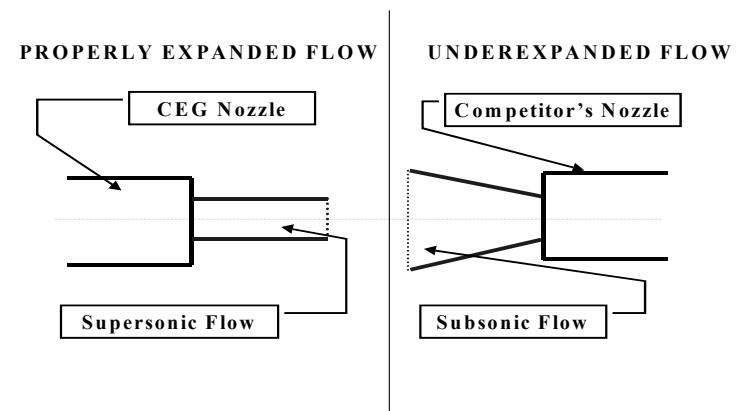 PROPERLY EXPANDED FLOW
CEG Nozzle
Supersonic Flow
UNDEREXPANDED FLOW
Competitor's Nozzle
Subsonic Flow